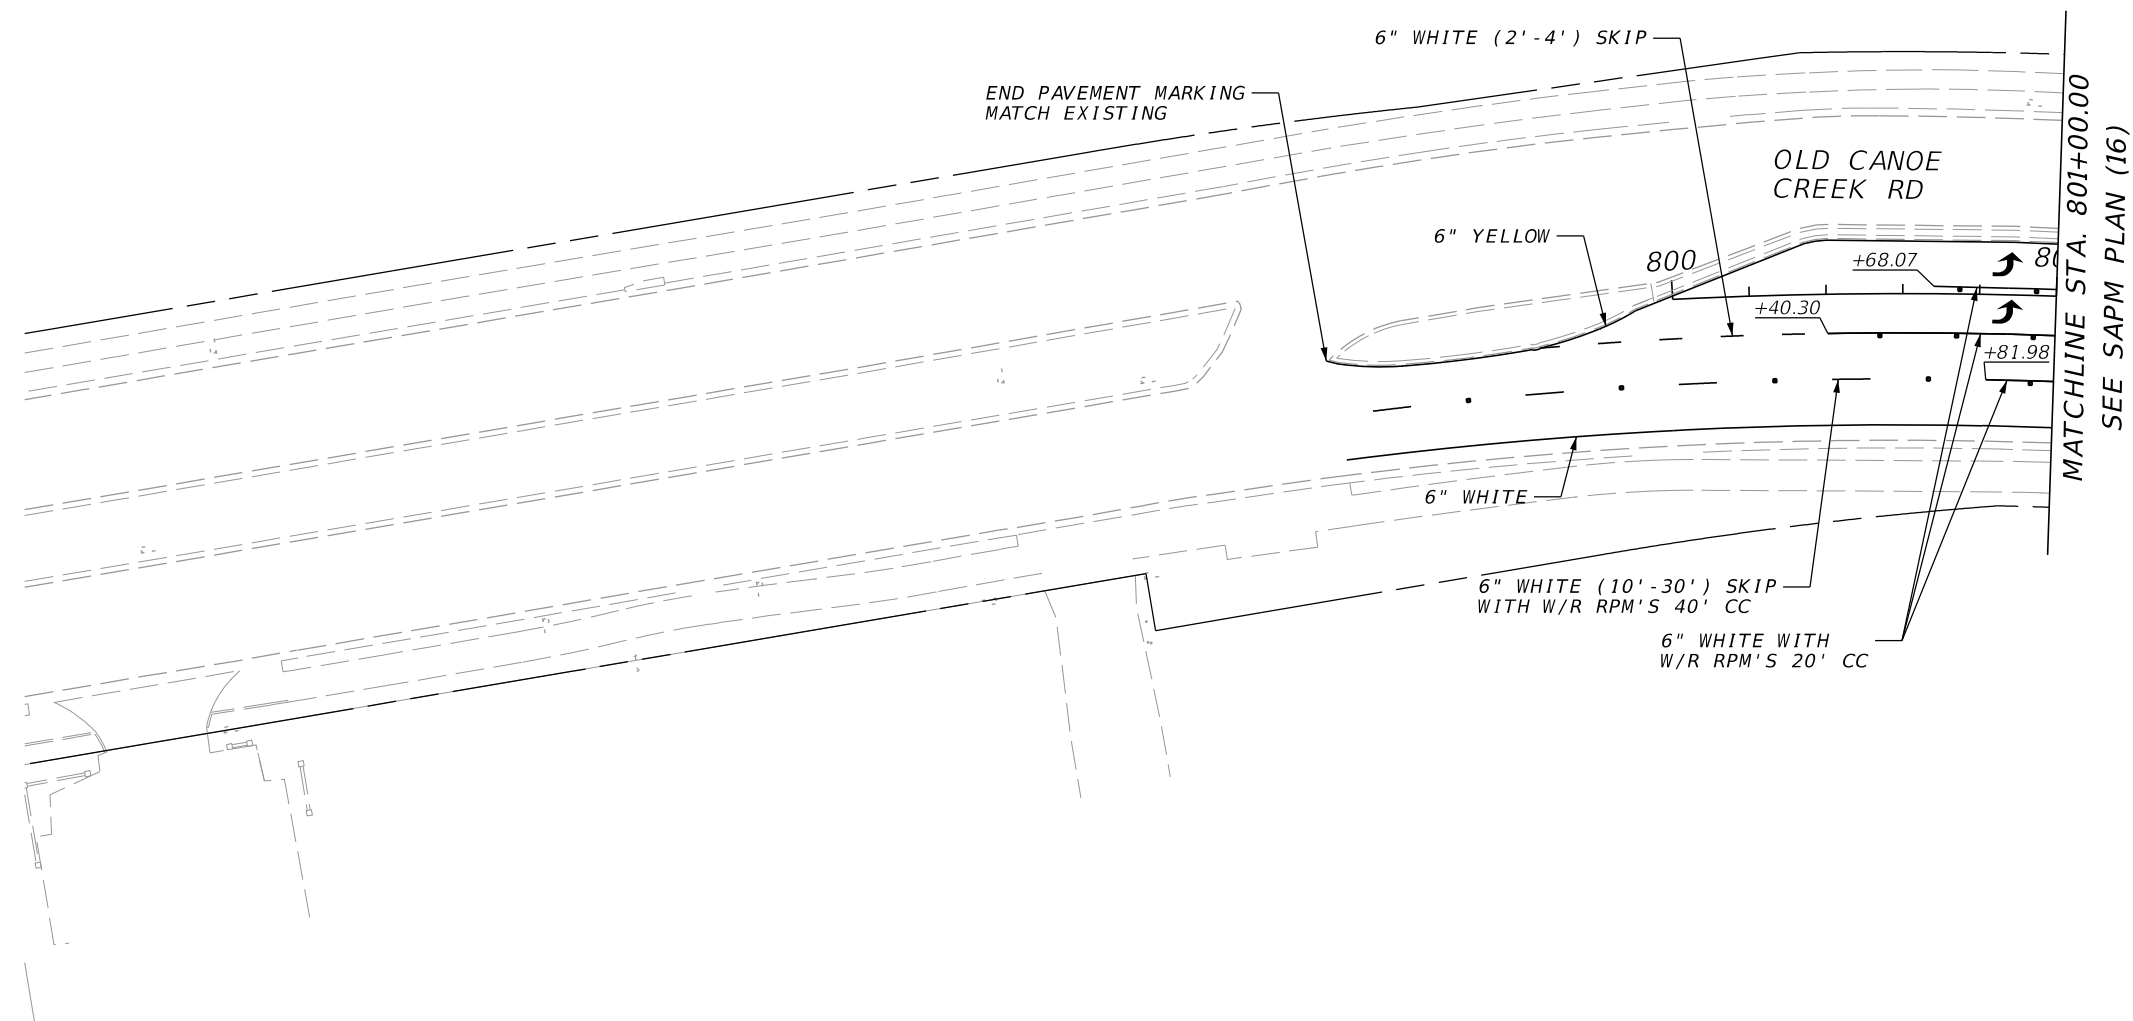 6" WHITE (2'-4') SKIP
END PAVEMENT MARKING
MATCH EXISTING
OLD CANOE
CREEK RD
6" YELLOW
800
+68.07
80
+40.30
+81.98
MATCHLINE STA. 801+00.00
SEE SAPM PLAN (16)
6" WHITE
6" WHITE (10'-30') SKIP
WITH W/R RPM'S 40' CC
6" WHITE WITH
W/R RPM'S 20' CC